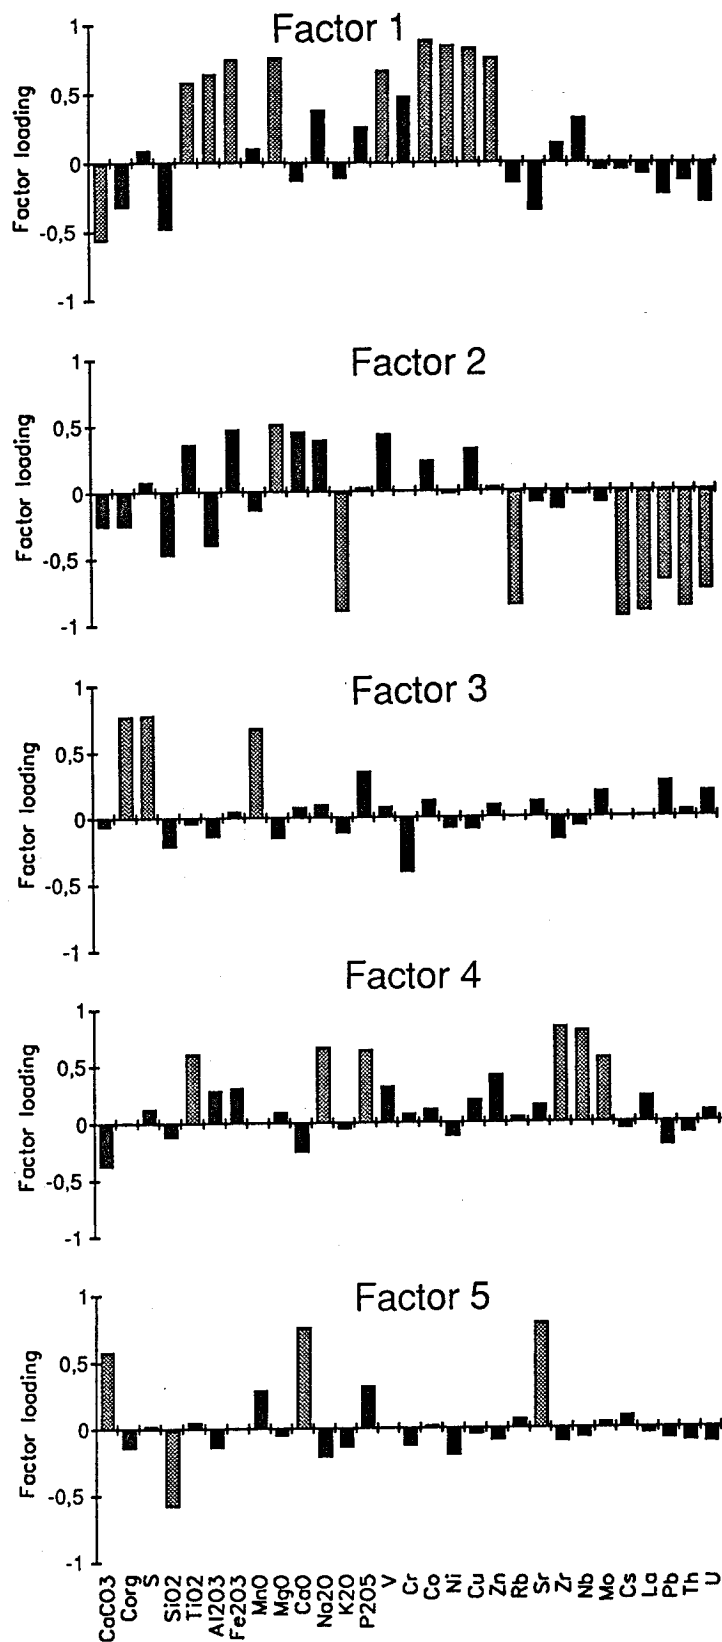 Factor 1
Factor loading
1
0,5
0
-0,5
-1
Factor 2
Factor loading
1
0,5
0
-0,5
-1
Factor 3
Factor loading
1
0,5
0
-0,5
-1
Factor 4
Factor loading
1
0,5
0
-0,5
-1
Factor 5
Factor loading
1
0,5
0
-0,5
-1
CaCO3
Corg
S
SiO2
TiO2
Al2O3
Fe2O3
MnO
MgO
CaO
Na2O
K2O
P2O5
V
Cr
Co
Ni
Cu
Zn
Rb
Sr
Zr
Nb
Mo
Cs
La
Pb
Th
U